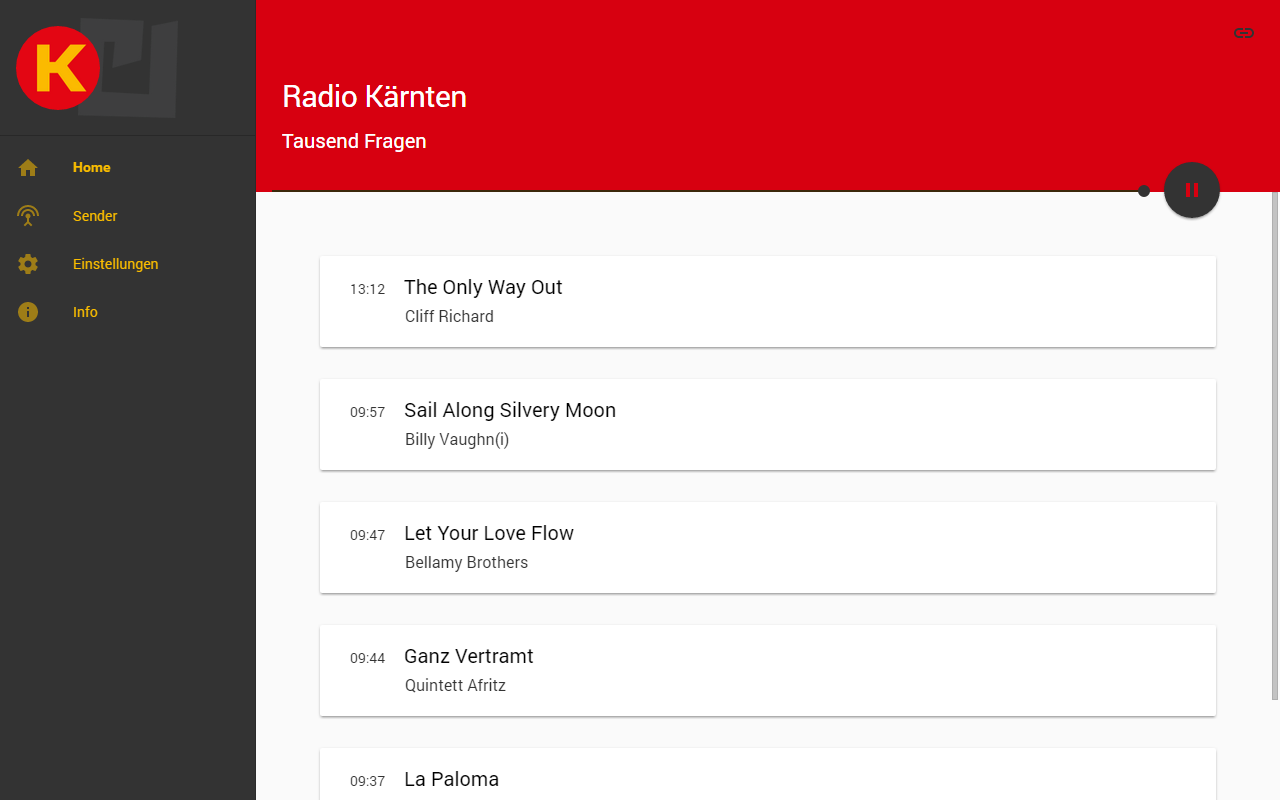 K
Home
Sender
Einstellungen
Info
Radio Kärnten
Tausend Fragen
13:12 The Only Way Out
Cliff Richard
09:57 Sail Along Silvery Moon
Billy Vaughn(i)
09:47 Let Your Love Flow
Bellamy Brothers
09:44 Ganz Vertramt
Quintett Afritz
09:37 La Paloma